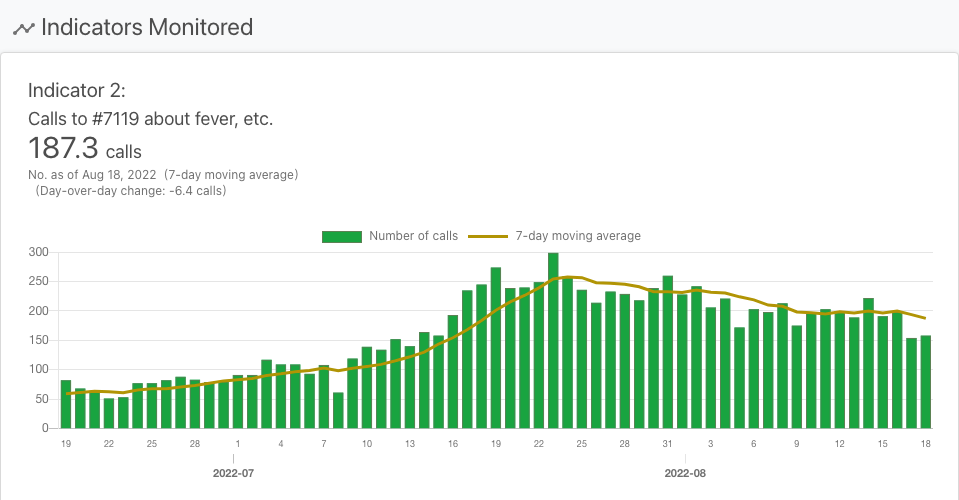 Indicators Monitored
Indicator 2:
Calls to #7119 about fever, etc.
187.3 calls
No. as of Aug 18, 2022 (7-day moving average)
(Day-over-day change: -6.4 calls)
Number of calls 7-day moving average
300
250
200
150
100
50
0
19 22 25 28 1 4 7 10 13 16 19 22 25 28 31 3 6 9 12 15 18
2022-07 2022-08